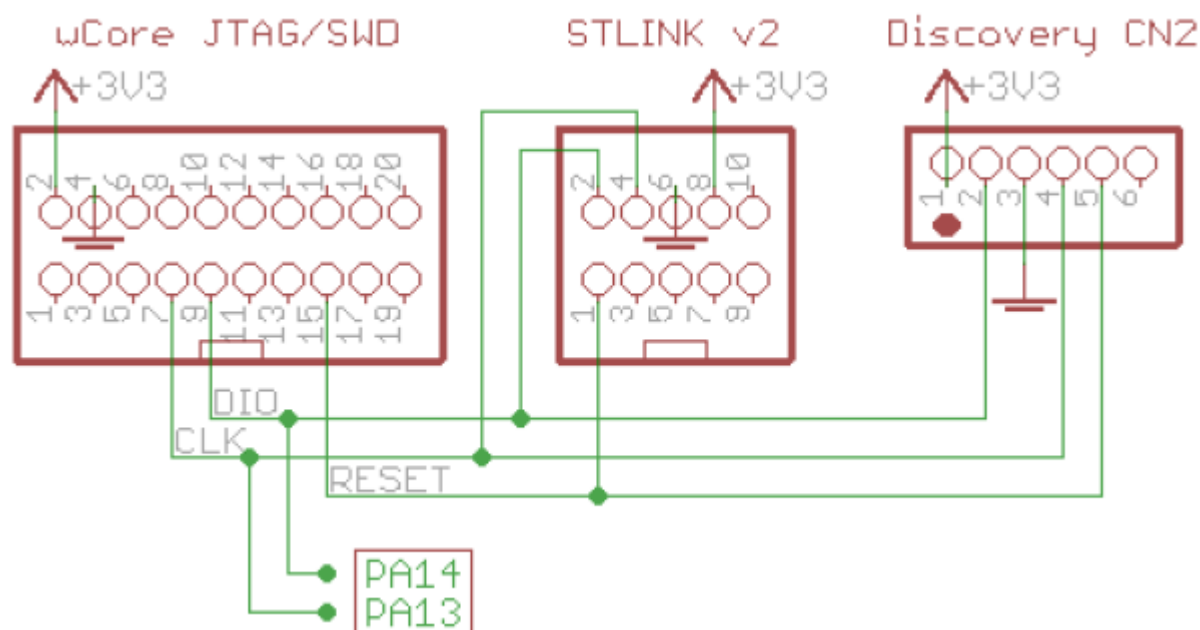 wCore JTAG/SWD
STLINK v2
Discovery CN2
+3V3
+3V3
+3V3
2 4 6 8 10 12 14 16 18 20
2 4 6 8 10
1 2 3 4 5 6
1 3 5 7 9 11 13 15 17 19
1 3 5 7 9
DIO
CLK
RESET
PA14
PA13